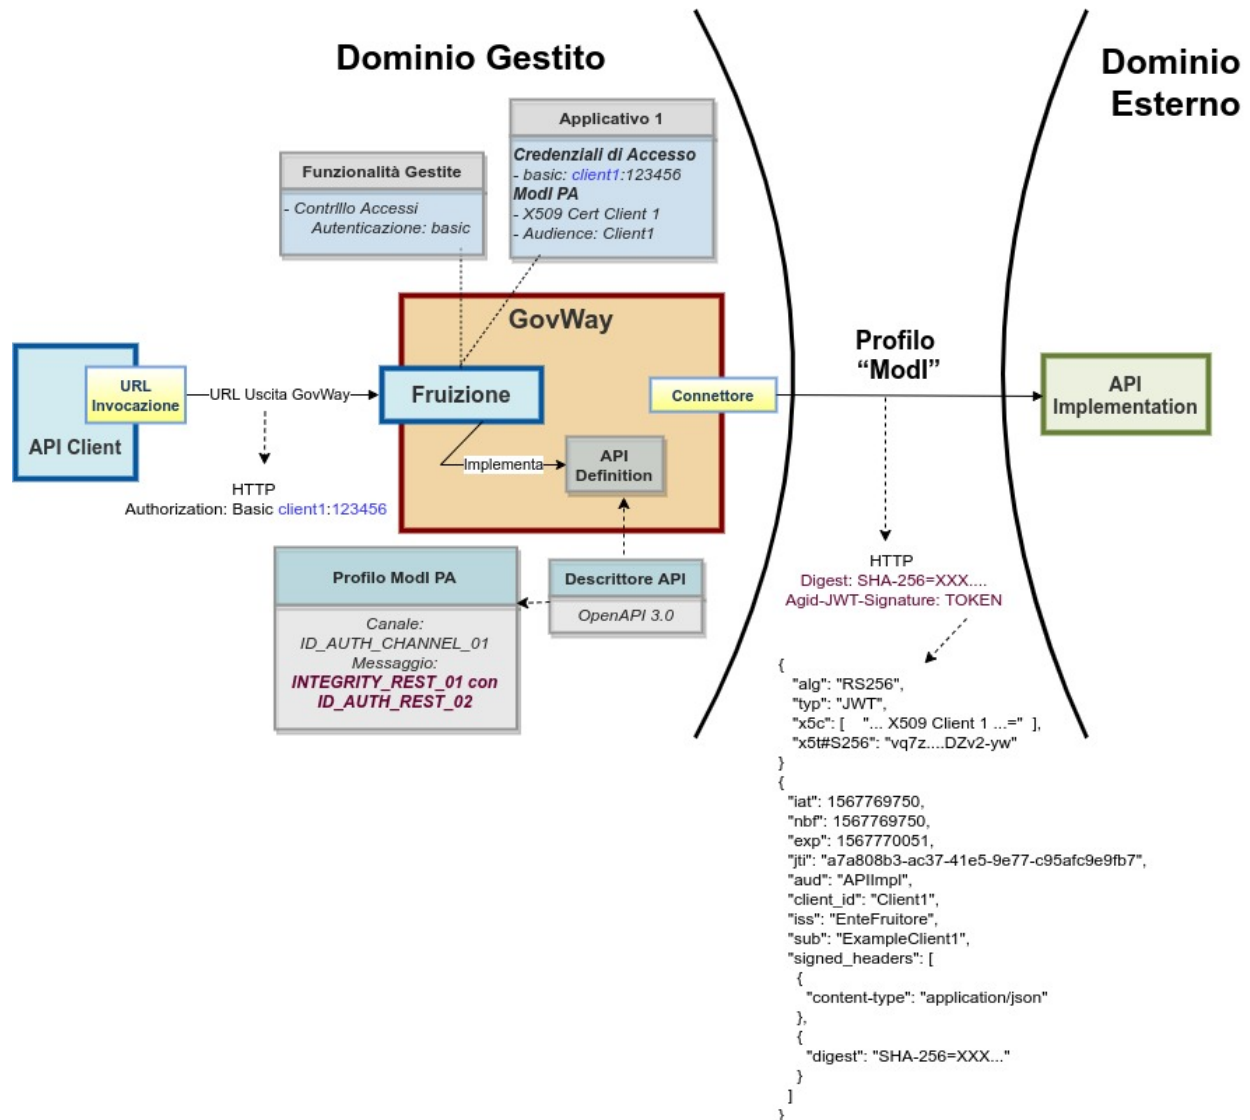 Dominio Gestito
Dominio
Esterno
Applicativo 1
Credenziali di Accesso
- basic: client1:123456
ModI PA
- X509 Cert Client 1
- Audience: Client1
Funzionalità Gestite
- Contrlllo Accessi
Autenticazione: basic
GovWay
Profilo
“ModI”
URL
Invocazione
API Client
URL Uscita GovWay
Fruizione
Connettore
API
Implementation
Implementa
API
Definition
HTTP
Authorization: Basic client1:123456
Profilo ModI PA
Canale:
ID_AUTH_CHANNEL_01
Messaggio:
INTEGRITY_REST_01 con
ID_AUTH_REST_02
Descrittore API
OpenAPI 3.0
HTTP
Digest: SHA-256=XXX....
Agid-JWT-Signature: TOKEN
{
"alg": "RS256",
"typ": "JWT",
"x5c": [ "... X509 Client 1 ...=" ],
"x5t#S256": "vq7z....DZv2-yw"
}
{
"iat": 1567769750,
"nbf": 1567769750,
"exp": 1567770051,
"jti": "a7a808b3-ac37-41e5-9e77-c95afc9e9fb7",
"aud": "APIImpl",
"client_id": "Client1",
"iss": "EnteFruitore",
"sub": "ExampleClient1",
"signed_headers": [
{
"content-type": "application/json"
},
{
"digest": "SHA-256=XXX..."
}
]
}